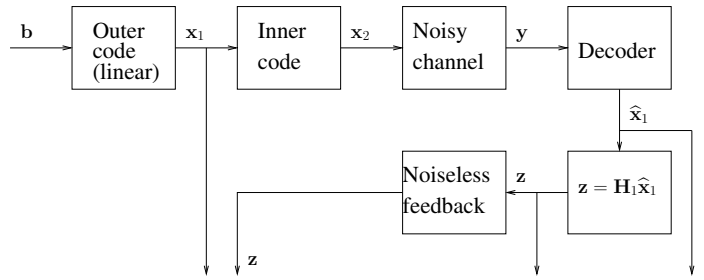 b
Outer
code
(linear)
x₁
Inner
code
x₂
Noisy
channel
y
Decoder
x̂₁
Noiseless
feedback
z
z = H₁x̂₁
z